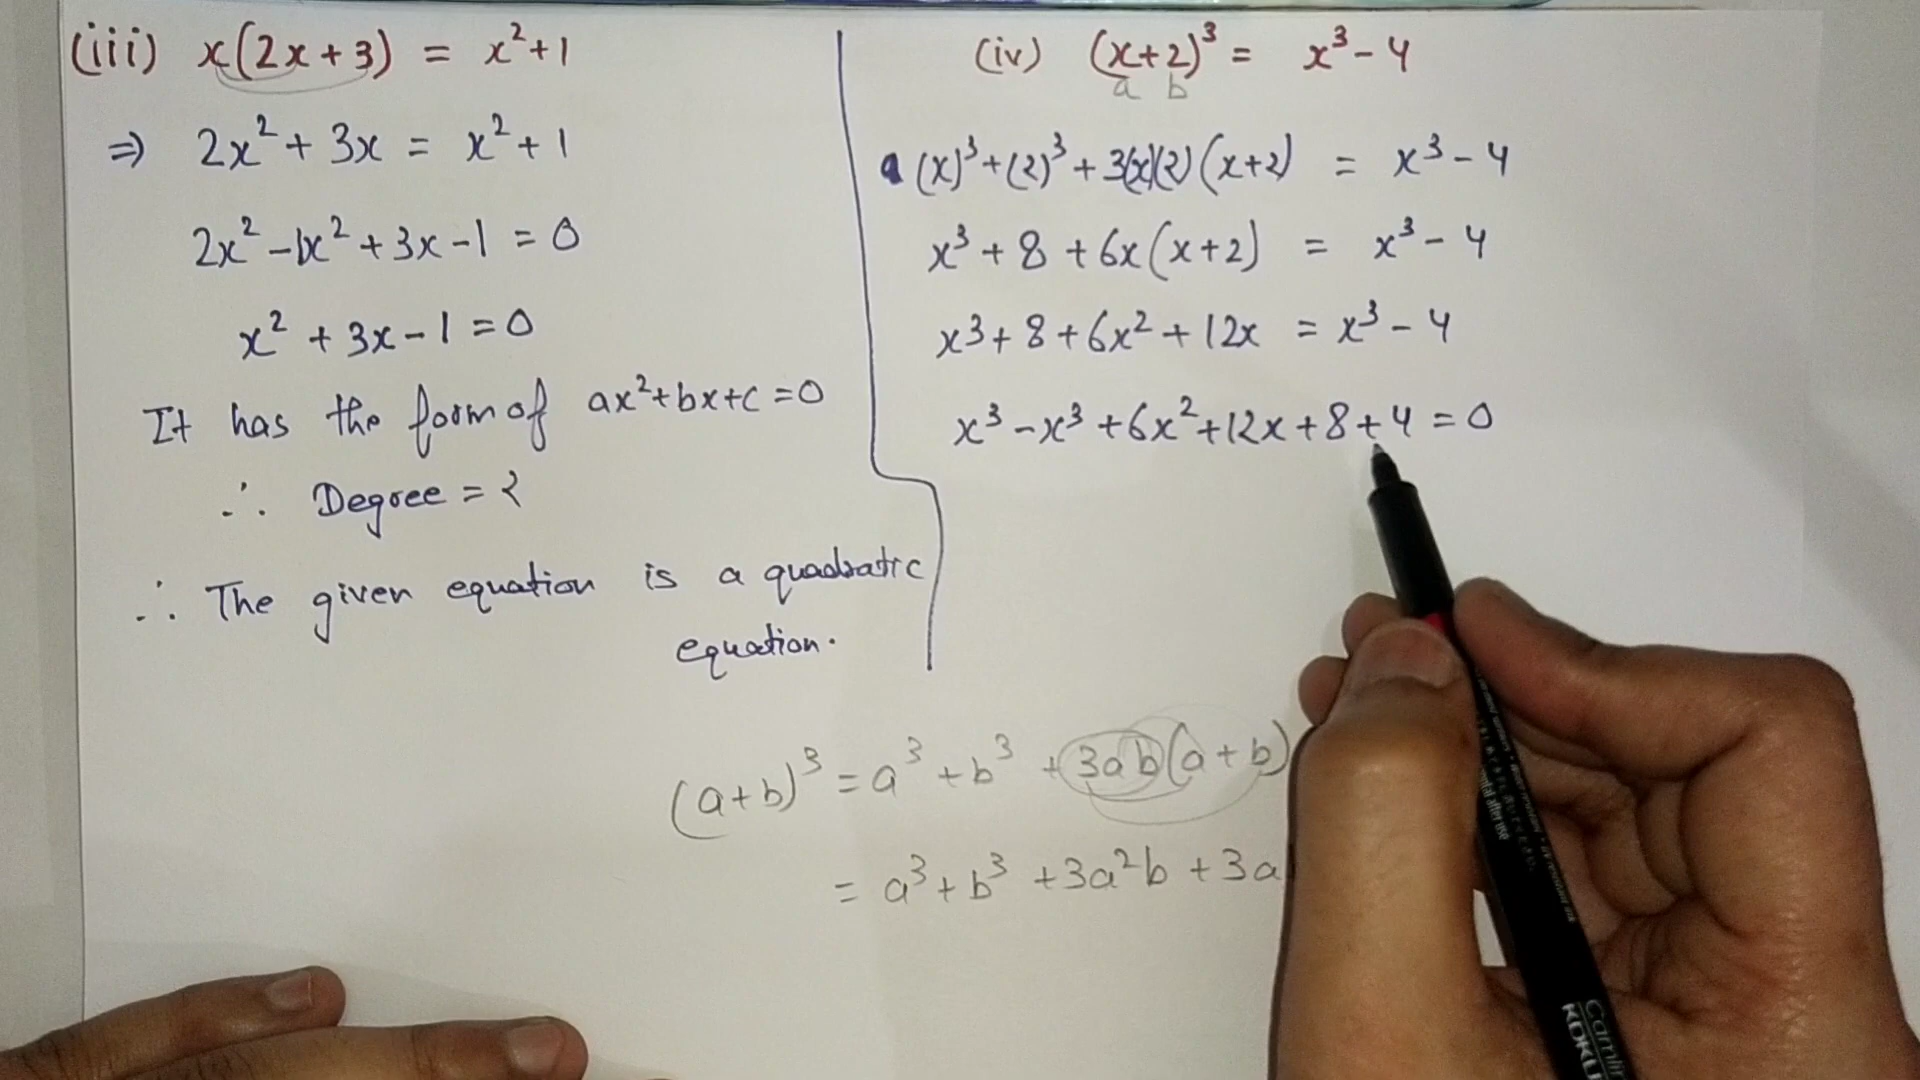 (iii) x(2x+3) = x²+1
⇒ 2x²+3x = x²+1
2x²-1x²+3x-1 = 0
x²+3x-1 = 0
It has the form of ax²+bx+c = 0
∴ Degree = 2
∴ The given equation is a quadratic
equation.
(iv) (x+2)³ = x³-4
a b
(x)³+(2)³+3(x)(2)(x+2) = x³-4
x³+8+6x(x+2) = x³-4
x³+8+6x²+12x = x³-4
x³-x³+6x²+12x+8+4 = 0
(a+b)³ = a³+b³+3ab(a+b)
= a³+b³+3a²b+3a
Camlin
KOKU